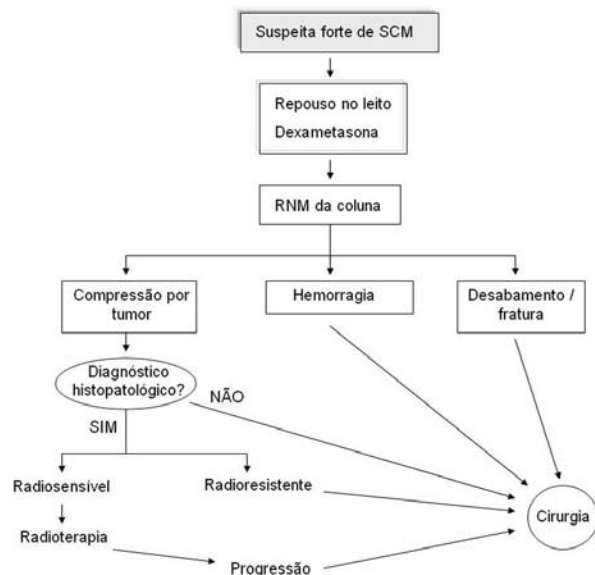 Suspeita forte de SCM
Repouso no leito
Dexametasona
RNM da coluna
Compressão por
tumor
Hemorragia
Desabamento /
fratura
Diagnóstico
histopatológico?
NÃO
SIM
Radiosensível
Radioresistente
Cirurgia
Radioterapia
Progressão